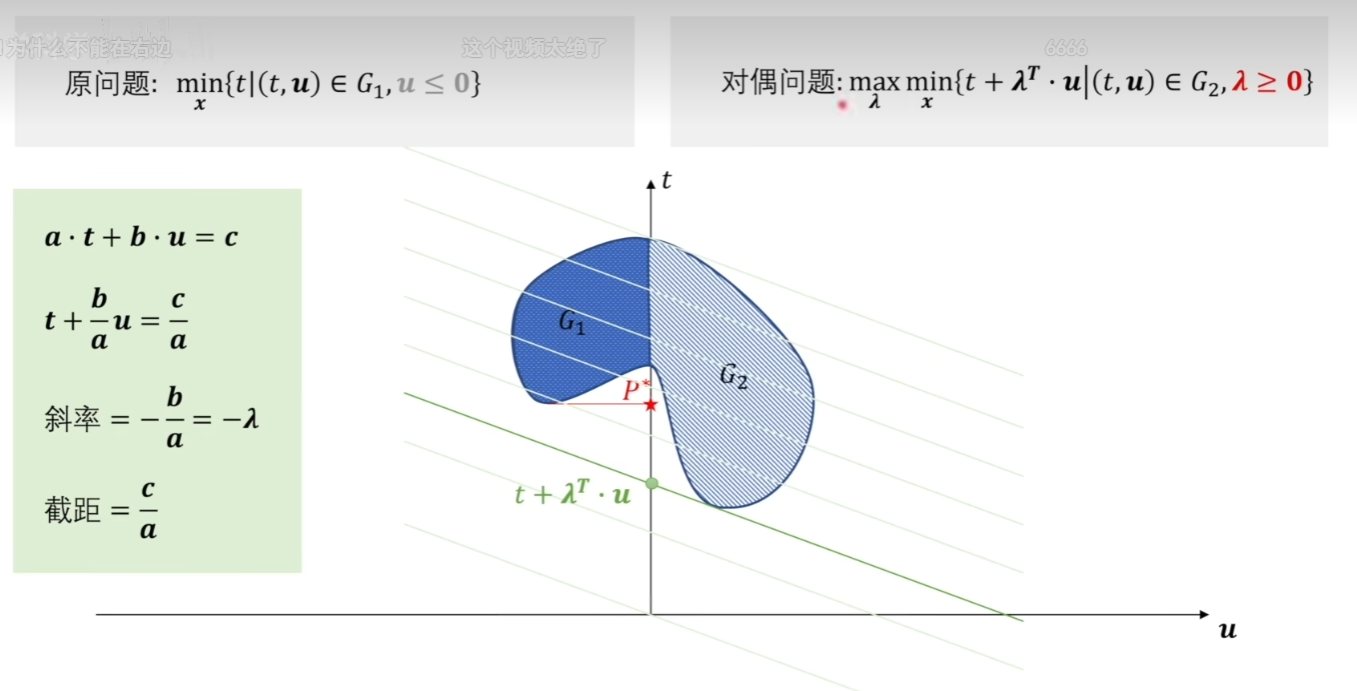 为什么不能在右边
这个视频太绝了
6666
原问题: min{t|(t, u) ∈ G₁, u ≤ 0}
x
对偶问题: max min{t + λᵀ · u|(t, u) ∈ G₂, λ ≥ 0}
λ x
t
a · t + b · u = c
t + b/a u = c/a
斜率 = − b/a = −λ
截距 = c/a
G₁
G₂
P*
t + λᵀ · u
u